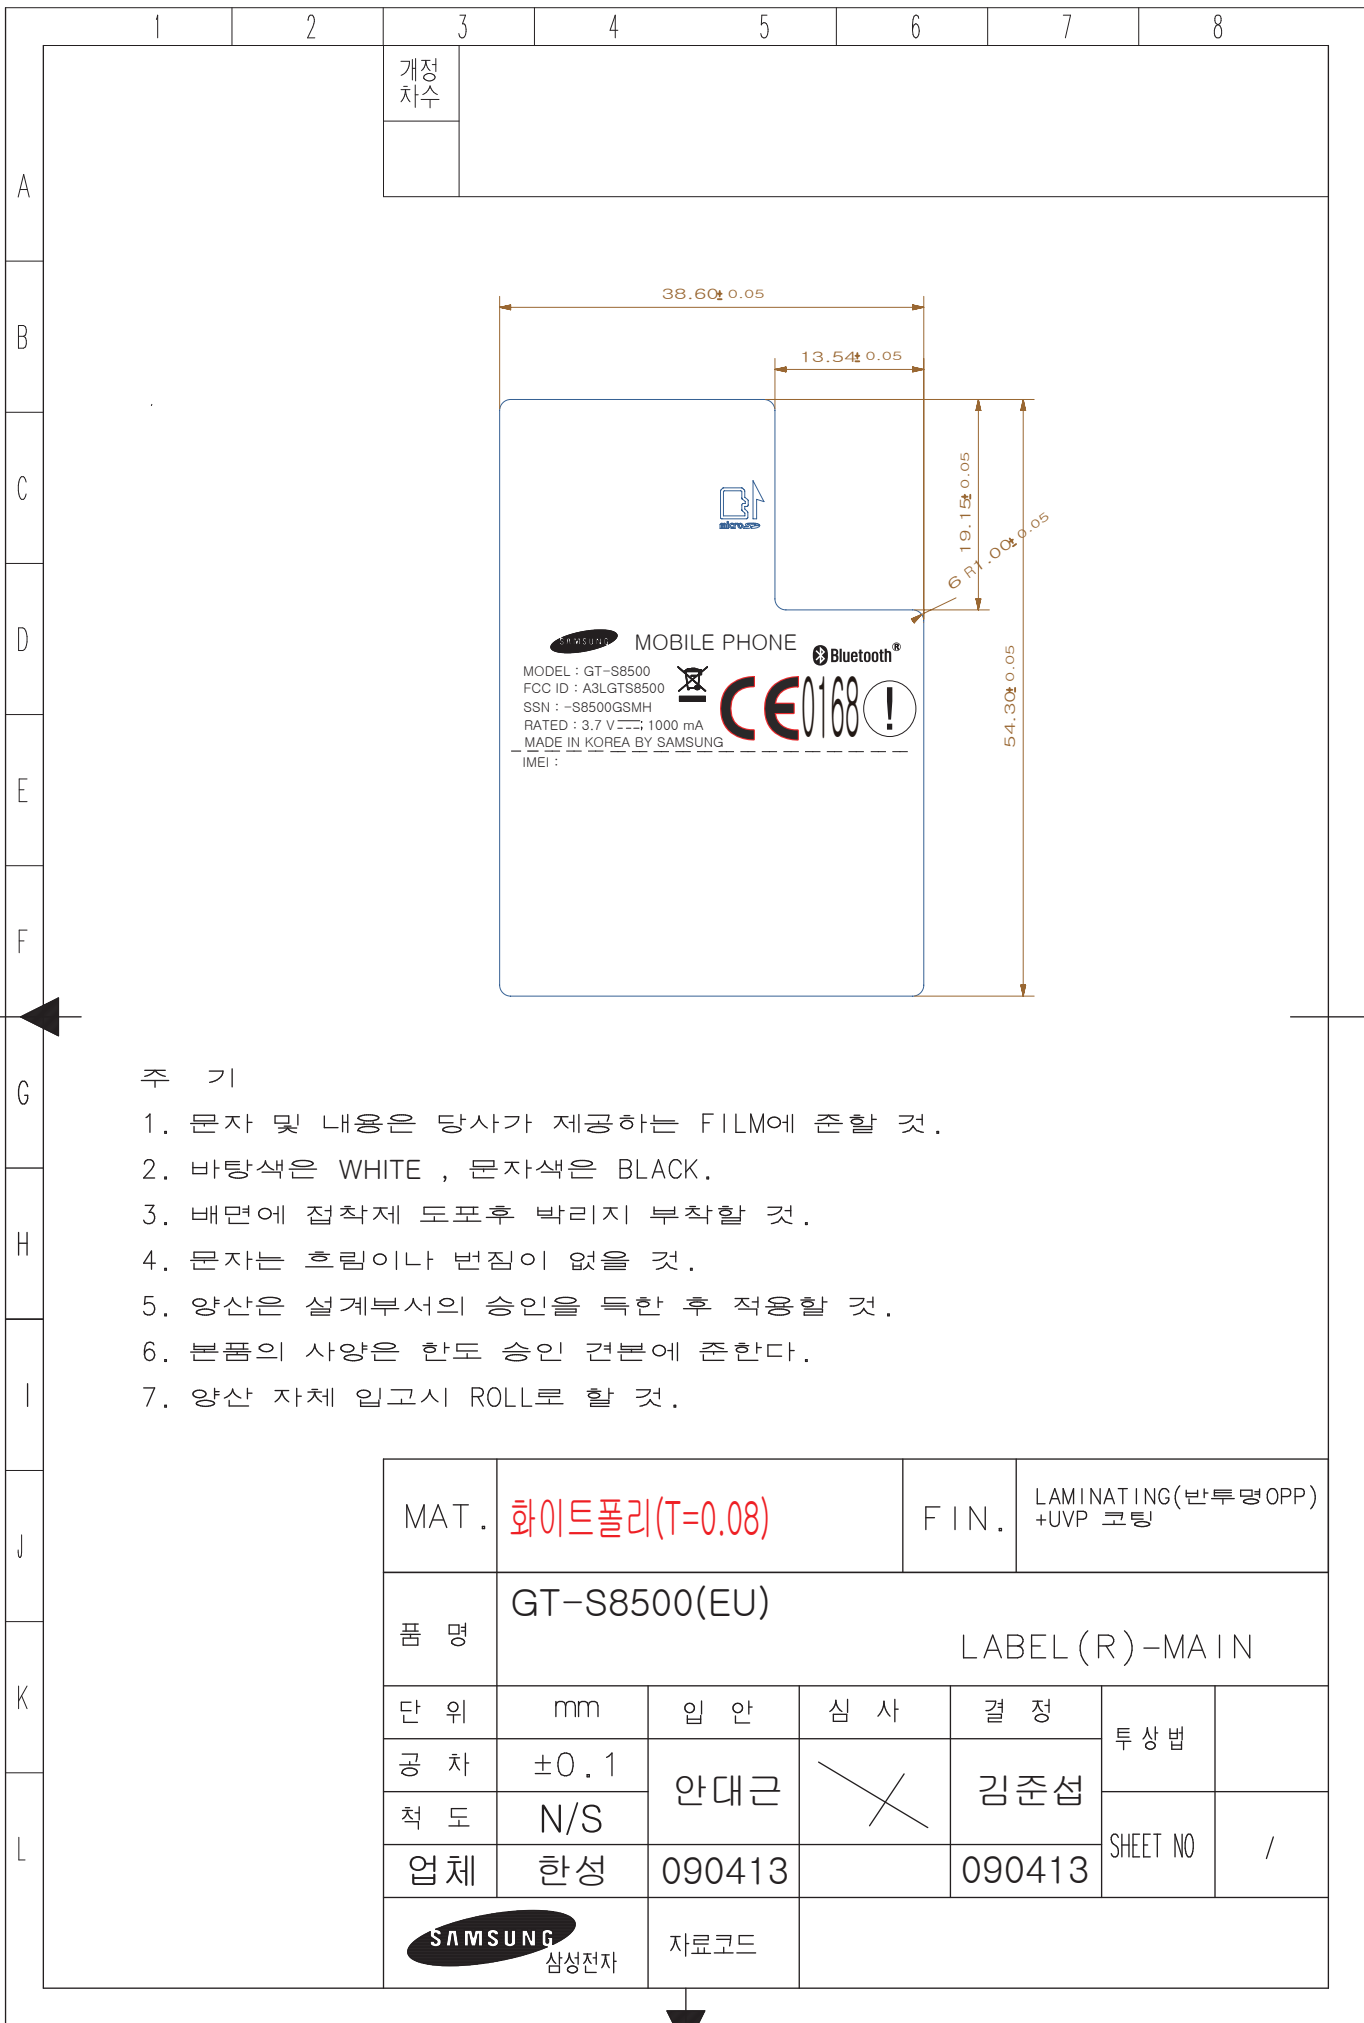 1 2 3 4 5 6 7 8
개정
차수
A
B
C
D
E
F
G
H
I
J
K
L
38.60± 0.05
13.54± 0.05
19.15± 0.05
6 R1.00± 0.05
54.30± 0.05
microSD
SAMSUNG MOBILE PHONE
Bluetooth®
MODEL : GT-S8500
FCC ID : A3LGTS8500
SSN : -S8500GSMH
RATED : 3.7 V ; 1000 mA
MADE IN KOREA BY SAMSUNG
CE0168 !
IMEI :
주 기
1. 문자 및 내용은 당사가 제공하는 FILM에 준할 것.
2. 바탕색은 WHITE , 문자색은 BLACK.
3. 배면에 접착제 도포후 박리지 부착할 것.
4. 문자는 흐림이나 번짐이 없을 것.
5. 양산은 설계부서의 승인을 득한 후 적용할 것.
6. 본품의 사양은 한도 승인 견본에 준한다.
7. 양산 자체 입고시 ROLL로 할 것.
MAT. 화이트폴리(T=0.08) FIN. LAMINATING(반투명OPP)
+UVP 코팅
품 명 GT-S8500(EU)
LABEL(R)-MAIN
단 위 mm 입 안 심 사 결 정 투상법
공 차 ±0.1 안대근 김준섭
척 도 N/S SHEET NO /
업체 한성 090413 090413
SAMSUNG 삼성전자 자료코드